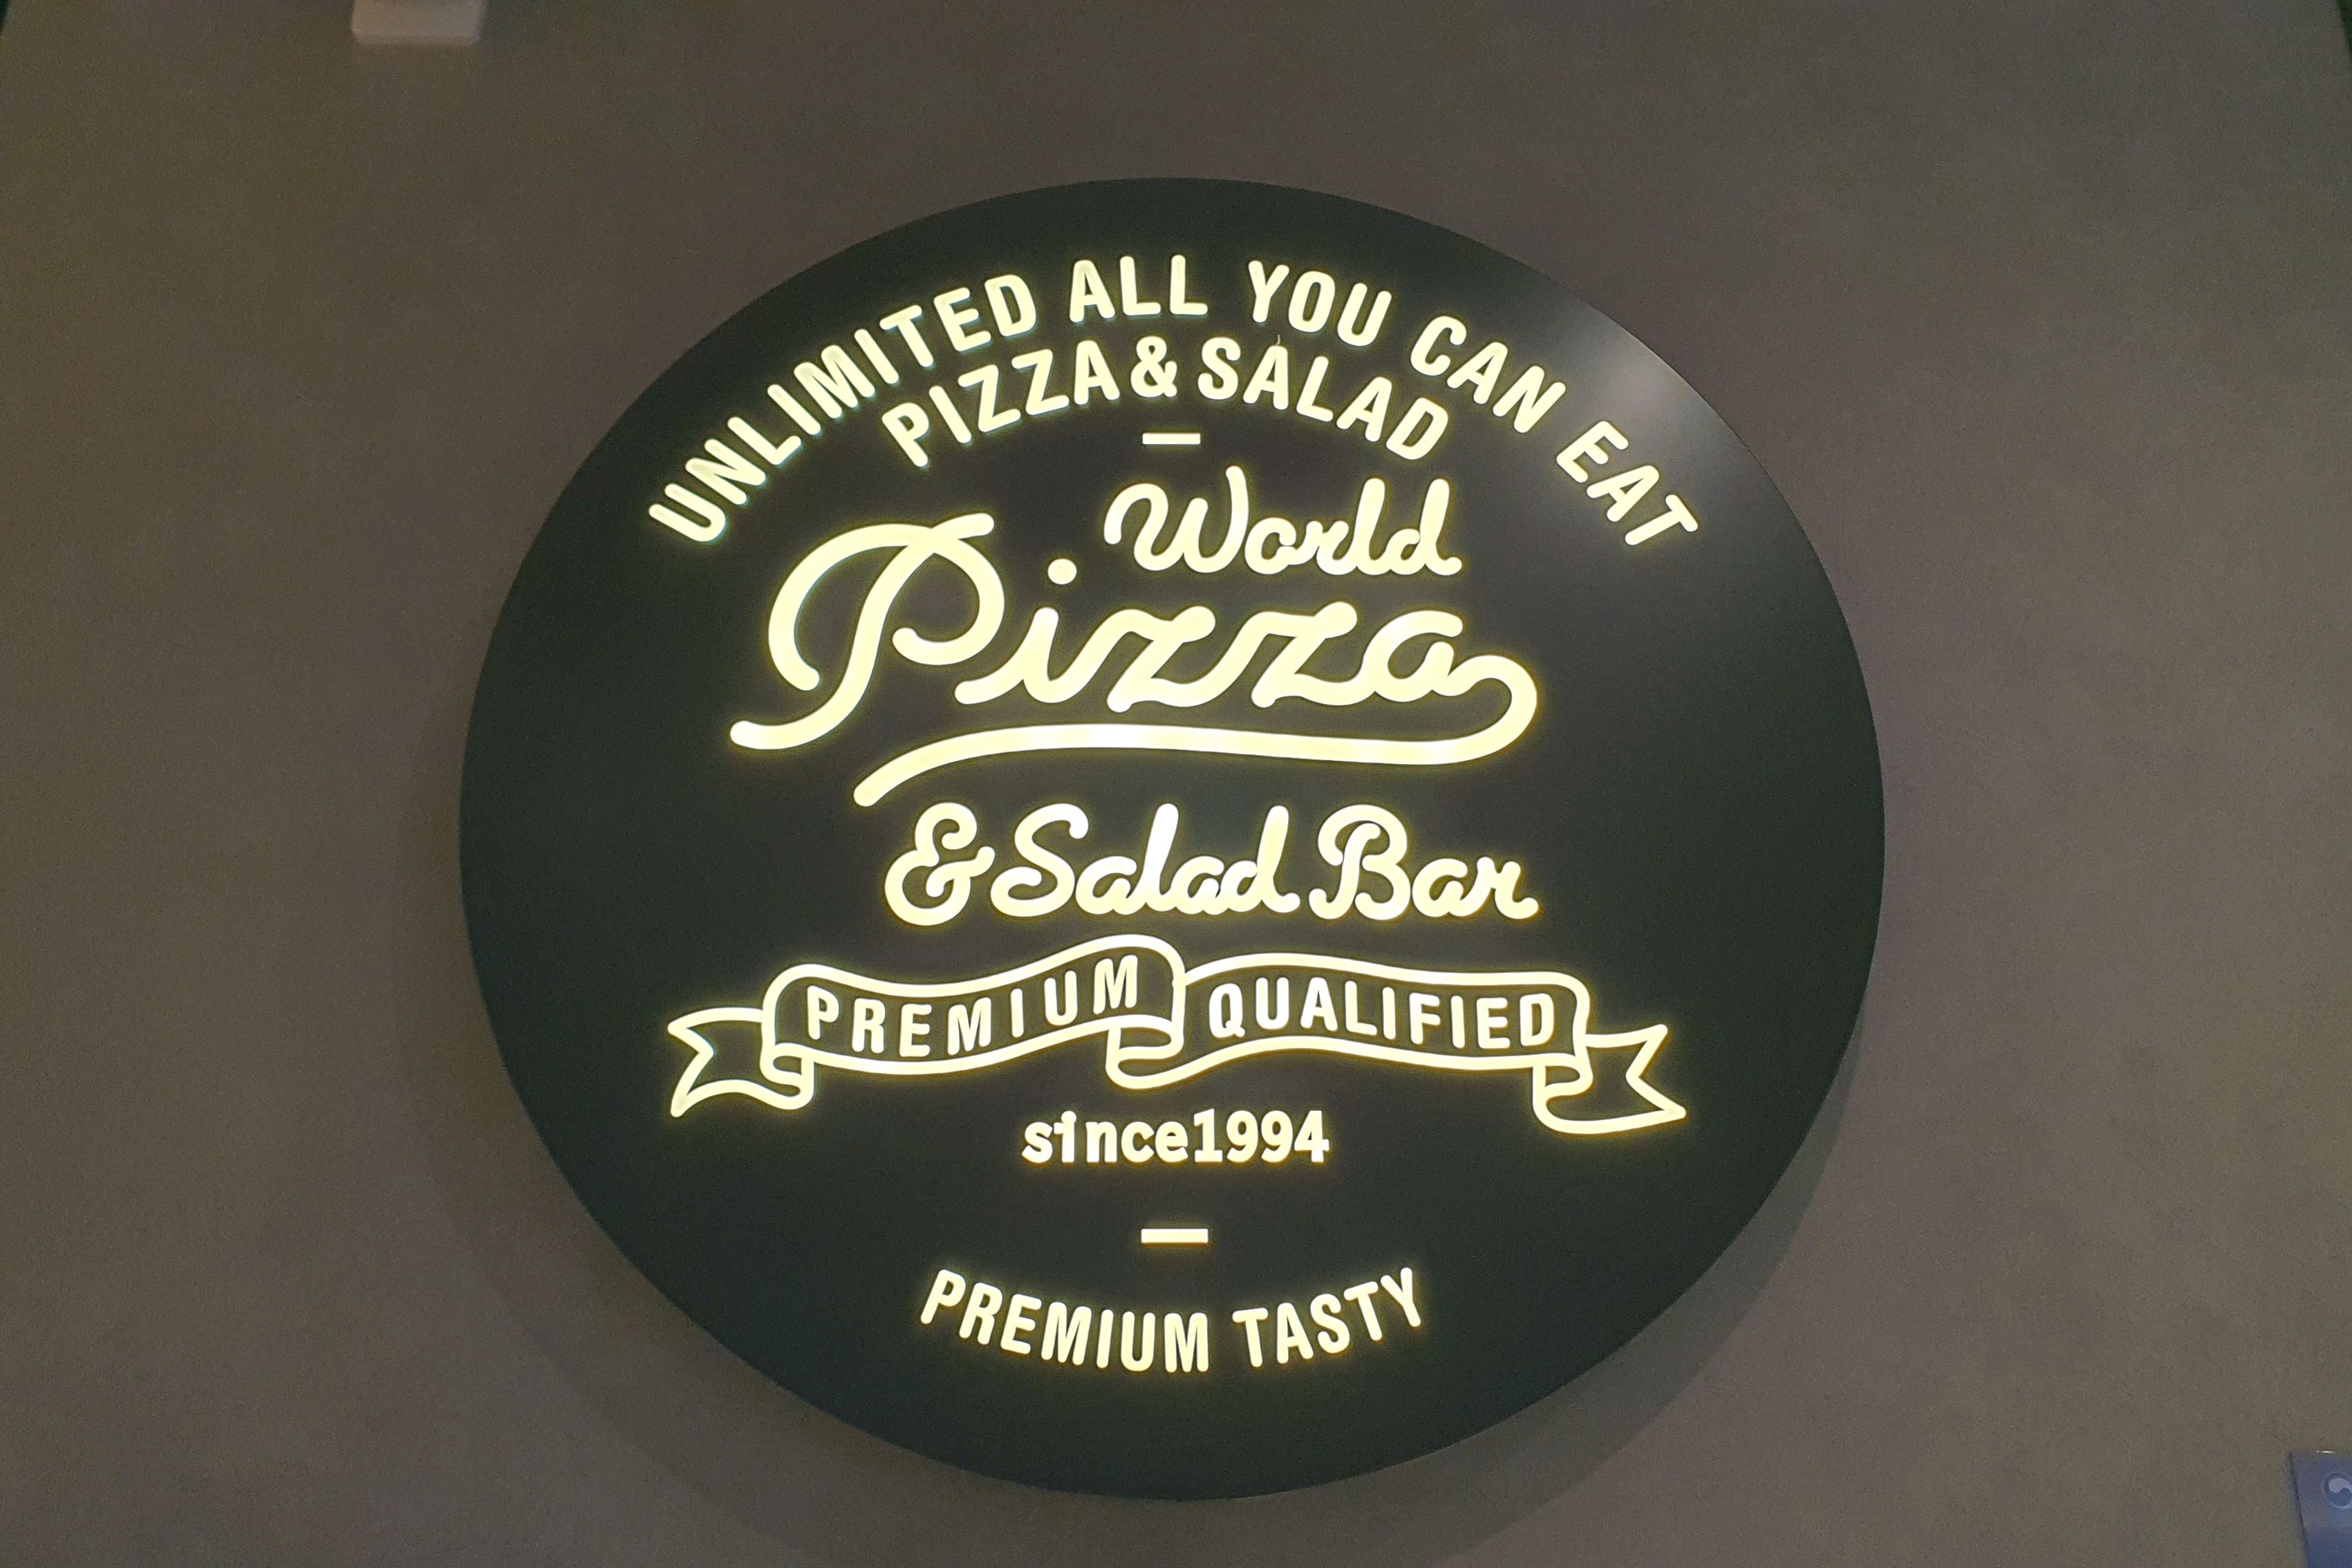 UNLIMITED ALL YOU CAN EAT
PIZZA & SALAD
World
Pizza
& Salad Bar
PREMIUM QUALIFIED
since1994
PREMIUM TASTY